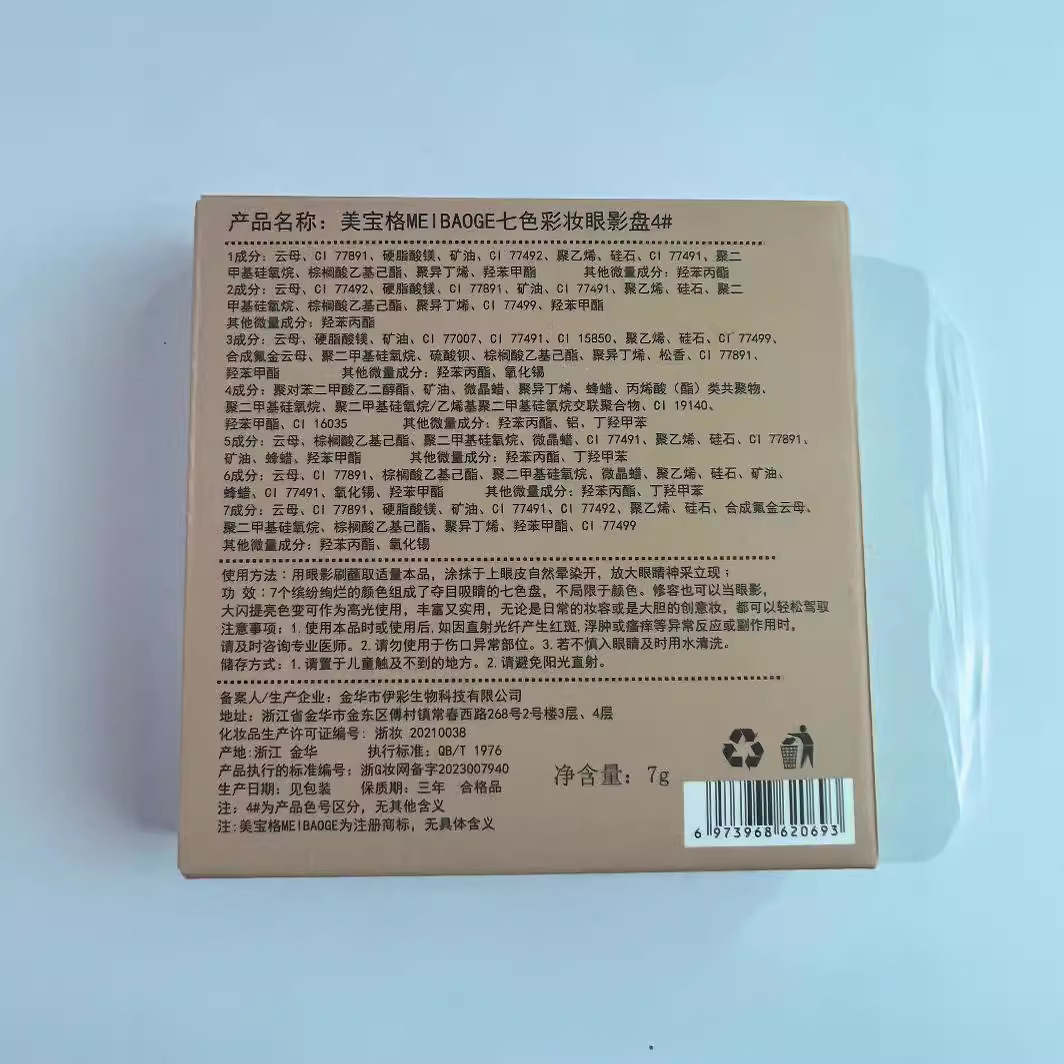 产品名称：美宝格MEIBAOGE七色彩妆眼影盘4#
1成分：云母、CI 77891、硬脂酸镁、矿油、CI 77492、聚乙烯、硅石、CI 77491、聚二
甲基硅氧烷、棕榈酸乙基己酯、聚异丁烯、羟苯甲酯 其他微量成分：羟苯丙酯
2成分：云母、CI 77492、硬脂酸镁、CI 77891、矿油、CI 77491、聚乙烯、硅石、聚二
甲基硅氧烷、棕榈酸乙基己酯、聚异丁烯、CI 77499、羟苯甲酯
其他微量成分：羟苯丙酯
3成分：云母、硬脂酸镁、矿油、CI 77007、CI 77491、CI 15850、聚乙烯、硅石、CI 77499、
合成氟金云母、聚二甲基硅氧烷、硫酸钡、棕榈酸乙基己酯、聚异丁烯、松香、CI 77891、
羟苯甲酯 其他微量成分：羟苯丙酯、氧化锡
4成分：聚对苯二甲酸乙二醇酯、矿油、微晶蜡、聚异丁烯、蜂蜡、丙烯酸（酯）类共聚物、
聚二甲基硅氧烷、聚二甲基硅氧烷/乙烯基聚二甲基硅氧烷交联聚合物、CI 19140、
羟苯甲酯、CI 16035 其他微量成分：羟苯丙酯、铝、丁羟甲苯
5成分：云母、棕榈酸乙基己酯、聚二甲基硅氧烷、微晶蜡、CI 77491、聚乙烯、硅石、CI 77891、
矿油、蜂蜡、羟苯甲酯 其他微量成分：羟苯丙酯、丁羟甲苯
6成分：云母、CI 77891、棕榈酸乙基己酯、聚二甲基硅氧烷、微晶蜡、聚乙烯、硅石、矿油、
蜂蜡、CI 77491、氧化锡、羟苯甲酯 其他微量成分：羟苯丙酯、丁羟甲苯
7成分：云母、CI 77891、硬脂酸镁、矿油、CI 77491、CI 77492、聚乙烯、硅石、合成氟金云母、
聚二甲基硅氧烷、棕榈酸乙基己酯、聚异丁烯、羟苯甲酯、CI 77499
其他微量成分：羟苯丙酯、氧化锡
使用方法：用眼影刷蘸取适量本品，涂抹于上眼皮自然晕染开，放大眼睛神采立现；
功 效：7个缤纷绚烂的颜色组成了夺目吸睛的七色盘，不局限于颜色。修容也可以当眼影，
大闪提亮色变可作为高光使用，丰富又实用，无论是日常的妆容或是大胆的创意妆，都可以轻松驾驭
注意事项：1.使用本品时或使用后，如因直射光纤产生红斑，浮肿或瘙痒等异常反应或副作用时，
请及时咨询专业医师。2.请勿使用于伤口异常部位。3.若不慎入眼睛及时用水清洗。
储存方式：1.请置于儿童触及不到的地方。2.请避免阳光直射。
备案人/生产企业：金华市伊彩生物科技有限公司
地址：浙江省金华市金东区傅村镇常春西路268号2号楼3层、4层
化妆品生产许可证编号：浙妆 20210038
产地:浙江 金华 执行标准：QB/T 1976
产品执行的标准编号：浙G妆网备字2023007940
生产日期：见包装 保质期：三年 合格品
注：4#为产品色号区分，无其他含义
注:美宝格MEIBAOGE为注册商标，无具体含义
净含量：7g
6 973968 620693